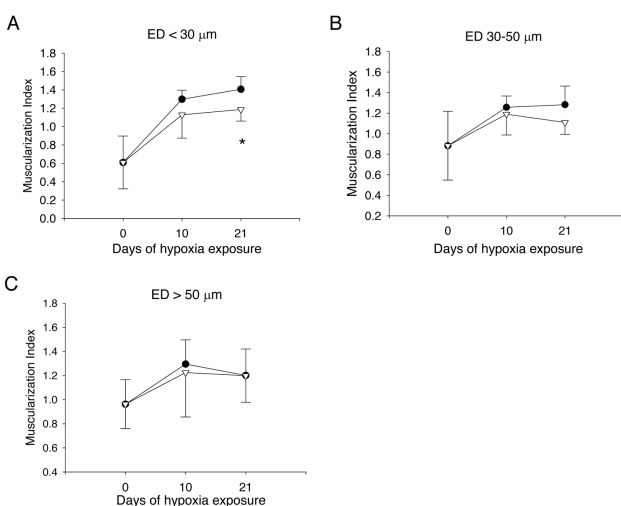 A
ED < 30 μm
Muscularization Index
1.8
1.6
1.4
1.2
1.0
0.8
0.6
0.4
0.2
0.0
*
0 10 21
Days of hypoxia exposure
B
ED 30-50 μm
Muscularization Index
1.8
1.6
1.4
1.2
1.0
0.8
0.6
0.4
0.2
0 10 21
Days of hypoxia exposure
C
ED > 50 μm
Muscularization Index
1.8
1.6
1.4
1.2
1.0
0.8
0.6
0.4
0 10 21
Days of hypoxia exposure